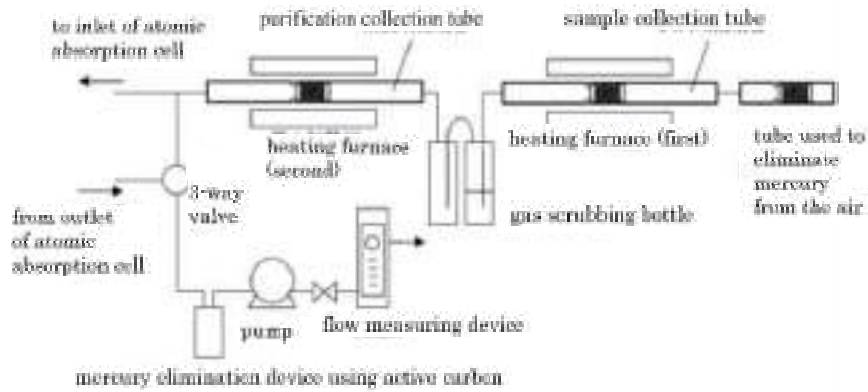 to inlet of atomic
absorption cell
purification collection tube
sample collection tube
heating furnace
(second)
heating furnace (first)
tube used to
eliminate
mercury
from the air
3-way
valve
gas scrubbing bottle
from outlet
of atomic
absorption cell
pump
flow measuring device
mercury elimination device using active carbon